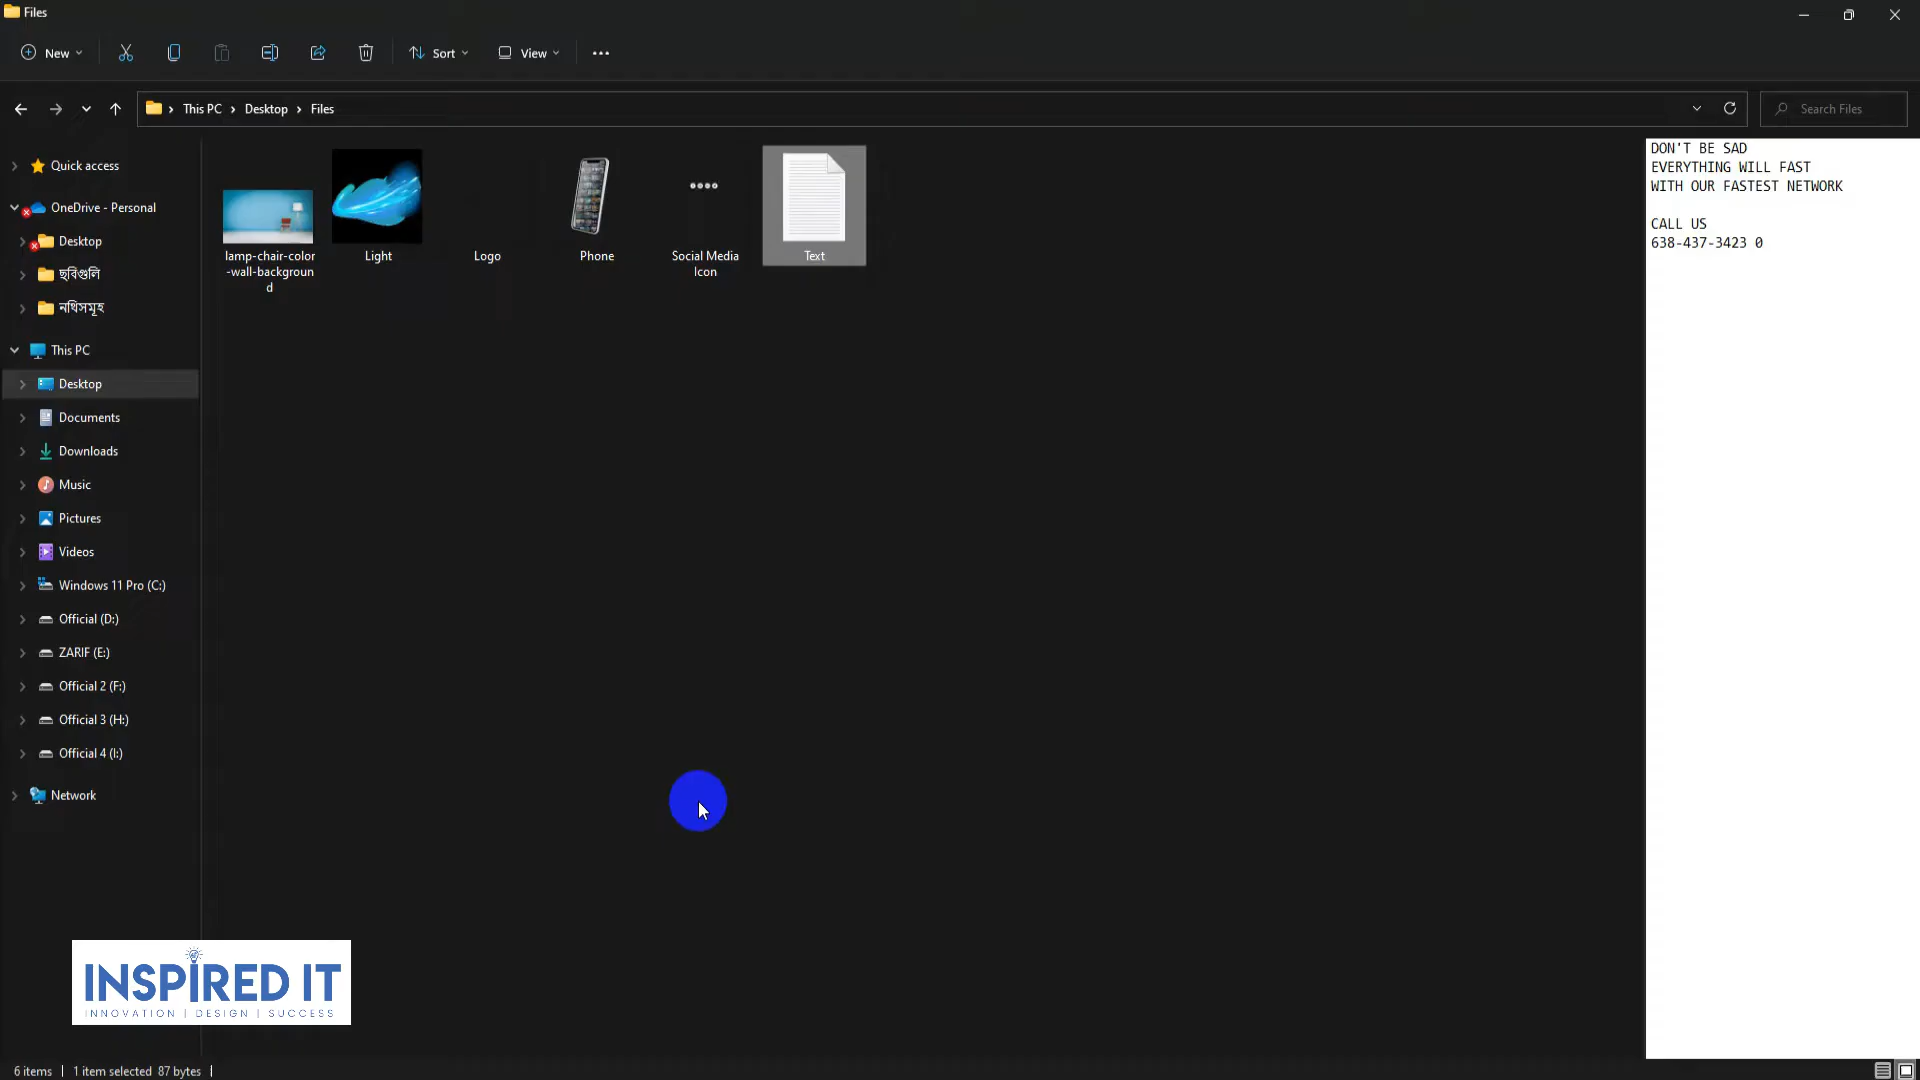 Files
New
Sort
View
This PC
Desktop
Files
Search Files
Quick access
OneDrive - Personal
Desktop
ছবিগুলি
নথিসমূহ
This PC
Desktop
Documents
Downloads
Music
Pictures
Videos
Windows 11 Pro (C:)
Official (D:)
ZARIF (E:)
Official 2 (F:)
Official 3 (H:)
Official 4 (I:)
Network
lamp-chair-color
-wall-backgroun
d
Light
Logo
Phone
Social Media
Icon
Text
DON'T BE SAD
EVERYTHING WILL FAST
WITH OUR FASTEST NETWORK
CALL US
638-437-3423 0
INSPIRED IT
INNOVATION | DESIGN | SUCCESS
6 items | 1 item selected 87 bytes |